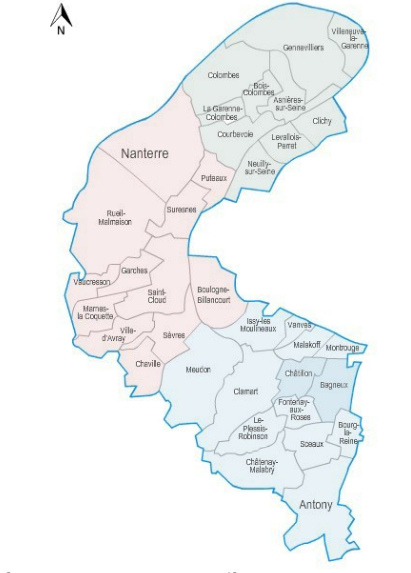 N
Villeneuve-
la-
Garenne
Gennevilliers
Colombes
Bois-
Colombes
Asnières-
sur-Seine
La Garenne-
Colombes
Clichy
Courbevoie
Levallois-
Perret
Neuilly-
sur-Seine
Nanterre
Puteaux
Suresnes
Rueil-
Malmaison
Garches
Vaucresson
Saint-
Cloud
Boulogne-
Billancourt
Marnes-
la Coquette
Ville-
d'Avray
Sèvres
Chaville
Issy-les
Moulineaux
Vanves
Malakoff
Montrouge
Meudon
Châtillon
Bagneux
Clamart
Fontenay-
aux-
Roses
Le-
Plessis-
Robinson
Bourg-
la-
Reine
Sceaux
Châtenay-
Malabry
Antony